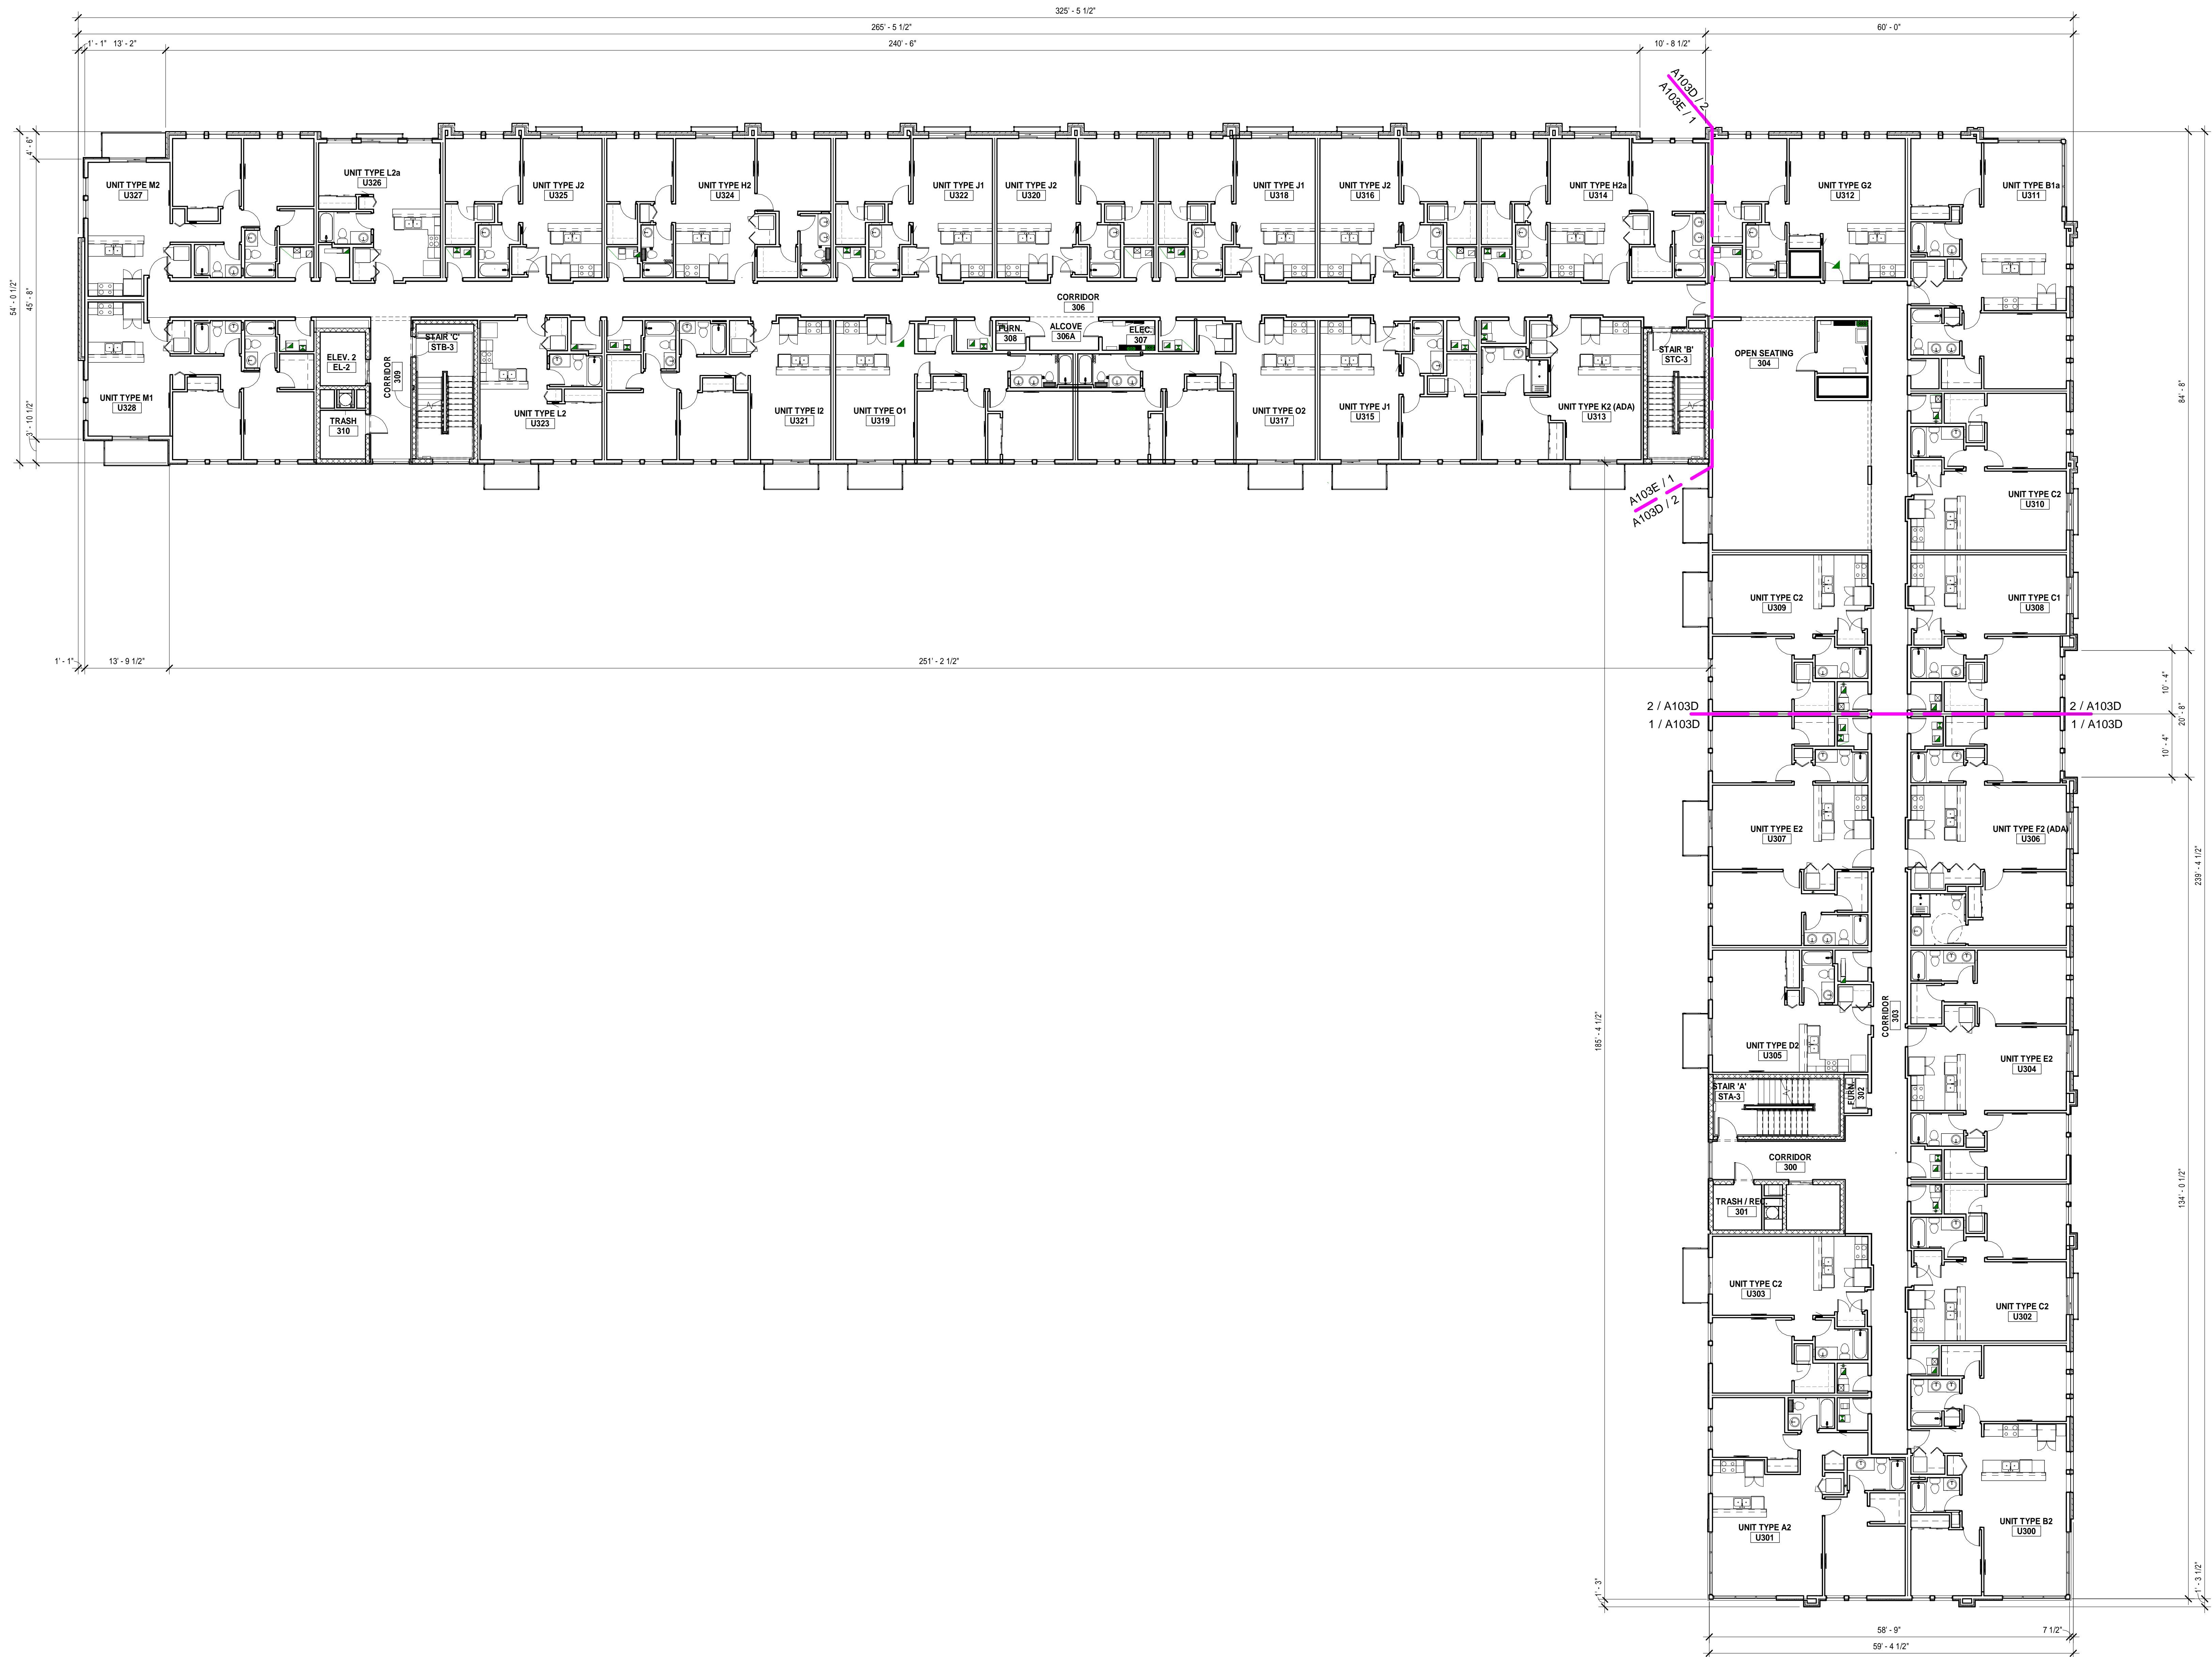 325' - 5 1/2"
265' - 5 1/2"
60' - 0"
1' - 1"
13' - 2"
240' - 6"
10' - 8 1/2"
A103D / 2
A103E / 1
4' - 6"
45' - 8"
54' - 0 1/2"
3' - 10 1/2"
UNIT TYPE M2
U327
UNIT TYPE L2a
U326
UNIT TYPE J2
U325
UNIT TYPE H2
U324
UNIT TYPE J1
U322
UNIT TYPE J2
U320
UNIT TYPE J1
U318
UNIT TYPE J2
U316
UNIT TYPE H2a
U314
UNIT TYPE G2
U312
UNIT TYPE B1a
U311
CORRIDOR
306
FURN.
308
ALCOVE
306A
ELEC.
307
UNIT TYPE M1
U328
ELEV. 2
EL-2
TRASH
310
CORRIDOR
309
STAIR 'C'
STB-3
UNIT TYPE L2
U323
UNIT TYPE I2
U321
UNIT TYPE O1
U319
UNIT TYPE O2
U317
UNIT TYPE J1
U315
UNIT TYPE K2 (ADA)
U313
STAIR 'B'
STC-3
OPEN SEATING
304
A103E / 1
A103D / 2
UNIT TYPE C2
U310
UNIT TYPE C2
U309
UNIT TYPE C1
U308
1' - 1"
13' - 9 1/2"
251' - 2 1/2"
84' - 8"
10' - 4"
20' - 8"
10' - 4"
2 / A103D
1 / A103D
2 / A103D
1 / A103D
UNIT TYPE E2
U307
UNIT TYPE F2 (ADA)
U306
239' - 4 1/2"
185' - 4 1/2"
CORRIDOR
303
UNIT TYPE D2
U305
UNIT TYPE E2
U304
STAIR 'A'
STA-3
FURN.
302
CORRIDOR
300
TRASH / REC.
301
134' - 0 1/2"
UNIT TYPE C2
U303
UNIT TYPE C2
U302
UNIT TYPE A2
U301
UNIT TYPE B2
U300
1' - 3"
1' - 3 1/2"
58' - 9"
7 1/2"
59' - 4 1/2"